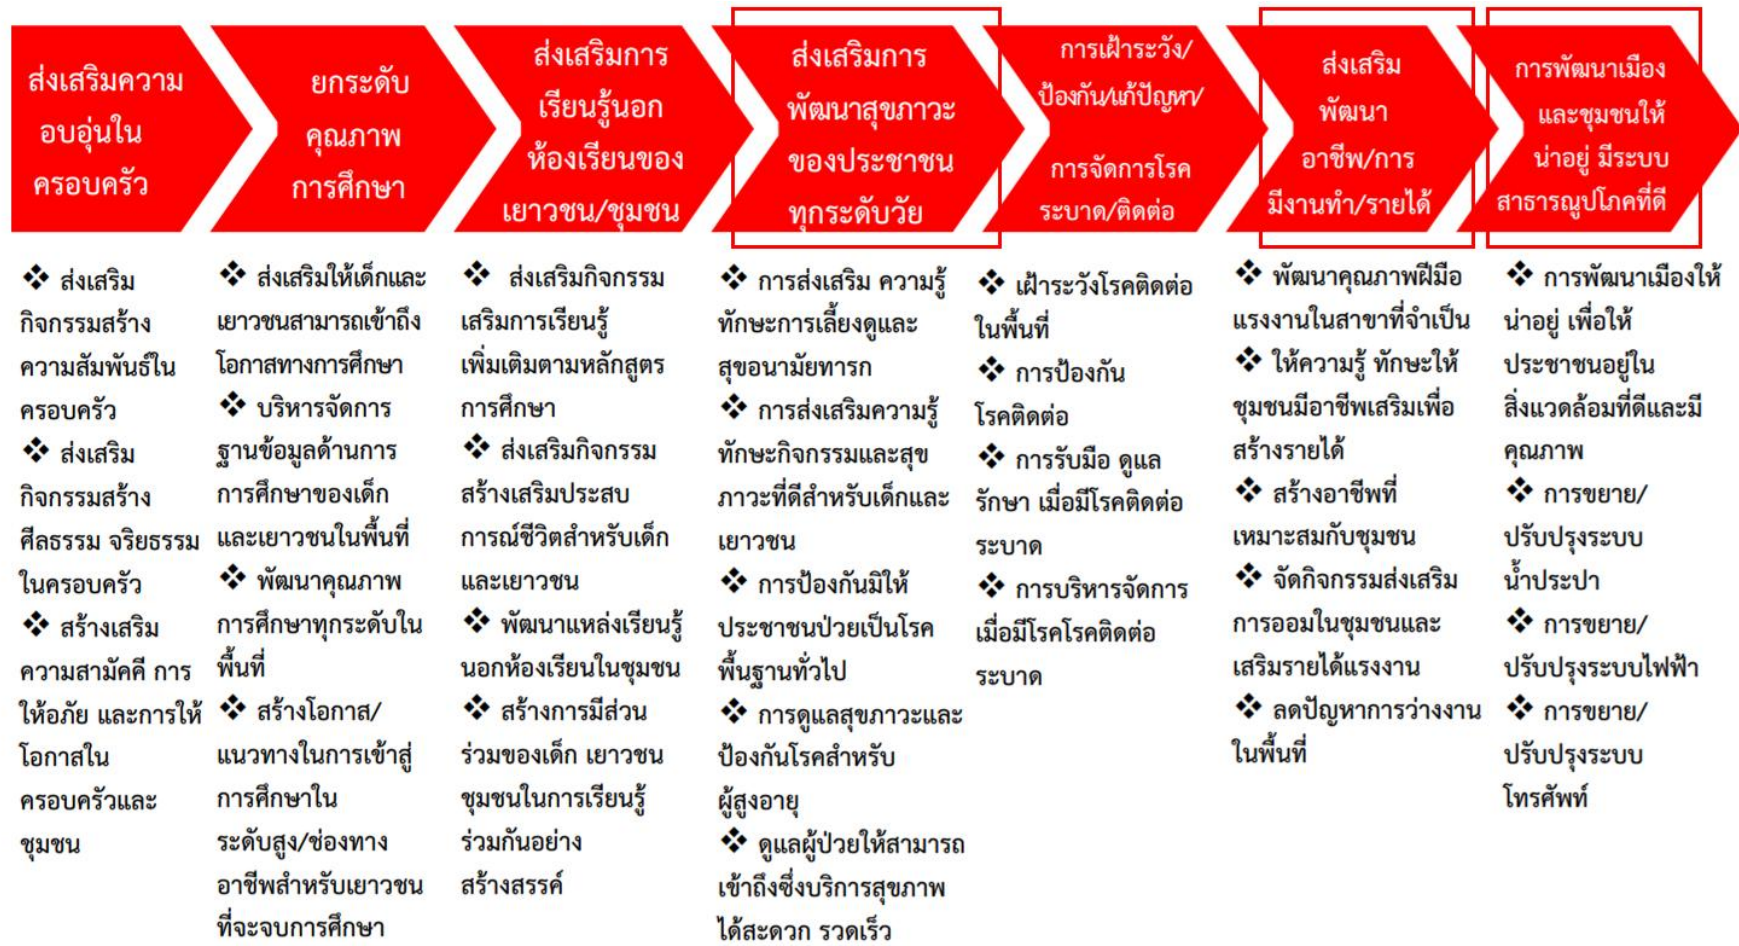 ส่งเสริมความ
อบอุ่นใน
ครอบครัว
ยกระดับ
คุณภาพ
การศึกษา
ส่งเสริมการ
เรียนรู้นอก
ห้องเรียนของ
เยาวชน/ชุมชน
ส่งเสริมการ
พัฒนาสุขภาวะ
ของประชาชน
ทุกระดับวัย
การเฝ้าระวัง/
ป้องกัน/แก้ปัญหา/
การจัดการโรค
ระบาด/ติดต่อ
ส่งเสริม
พัฒนา
อาชีพ/การ
มีงานทำ/รายได้
การพัฒนาเมือง
และชุมชนให้
น่าอยู่ มีระบบ
สาธารณูปโภคที่ดี
❖ ส่งเสริม
กิจกรรมสร้าง
ความสัมพันธ์ใน
ครอบครัว
❖ ส่งเสริม
กิจกรรมสร้าง
ศีลธรรม จริยธรรม
ในครอบครัว
❖ สร้างเสริม
ความสามัคคี การ
ให้อภัย และการให้
โอกาสใน
ครอบครัวและ
ชุมชน
❖ ส่งเสริมให้เด็กและ
เยาวชนสามารถเข้าถึง
โอกาสทางการศึกษา
❖ บริหารจัดการ
ฐานข้อมูลด้านการ
การศึกษาของเด็ก
และเยาวชนในพื้นที่
❖ พัฒนาคุณภาพ
การศึกษาทุกระดับใน
พื้นที่
❖ สร้างโอกาส/
แนวทางในการเข้าสู่
การศึกษาใน
ระดับสูง/ช่องทาง
อาชีพสำหรับเยาวชน
ที่จะจบการศึกษา
❖ ส่งเสริมกิจกรรม
เสริมการเรียนรู้
เพิ่มเติมตามหลักสูตร
การศึกษา
❖ ส่งเสริมกิจกรรม
สร้างเสริมประสบ
การณ์ชีวิตสำหรับเด็ก
และเยาวชน
❖ พัฒนาแหล่งเรียนรู้
นอกห้องเรียนในชุมชน
❖ สร้างการมีส่วน
ร่วมของเด็ก เยาวชน
ชุมชนในการเรียนรู้
ร่วมกันอย่าง
สร้างสรรค์
❖ การส่งเสริม ความรู้
ทักษะการเลี้ยงดูและ
สุขอนามัยทารก
❖ การส่งเสริมความรู้
ทักษะกิจกรรมและสุข
ภาวะที่ดีสำหรับเด็กและ
เยาวชน
❖ การป้องกันมิให้
ประชาชนป่วยเป็นโรค
พื้นฐานทั่วไป
❖ การดูแลสุขภาวะและ
ป้องกันโรคสำหรับ
ผู้สูงอายุ
❖ ดูแลผู้ป่วยให้สามารถ
เข้าถึงซึ่งบริการสุขภาพ
ได้สะดวก รวดเร็ว
❖ เฝ้าระวังโรคติดต่อ
ในพื้นที่
❖ การป้องกัน
โรคติดต่อ
❖ การรับมือ ดูแล
รักษา เมื่อมีโรคติดต่อ
ระบาด
❖ การบริหารจัดการ
เมื่อมีโรคโรคติดต่อ
ระบาด
❖ พัฒนาคุณภาพฝีมือ
แรงงานในสาขาที่จำเป็น
❖ ให้ความรู้ ทักษะให้
ชุมชนมีอาชีพเสริมเพื่อ
สร้างรายได้
❖ สร้างอาชีพที่
เหมาะสมกับชุมชน
❖ จัดกิจกรรมส่งเสริม
การออมในชุมชนและ
เสริมรายได้แรงงาน
❖ ลดปัญหาการว่างงาน
ในพื้นที่
❖ การพัฒนาเมืองให้
น่าอยู่ เพื่อให้
ประชาชนอยู่ใน
สิ่งแวดล้อมที่ดีและมี
คุณภาพ
❖ การขยาย/
ปรับปรุงระบบ
น้ำประปา
❖ การขยาย/
ปรับปรุงระบบไฟฟ้า
❖ การขยาย/
ปรับปรุงระบบ
โทรศัพท์